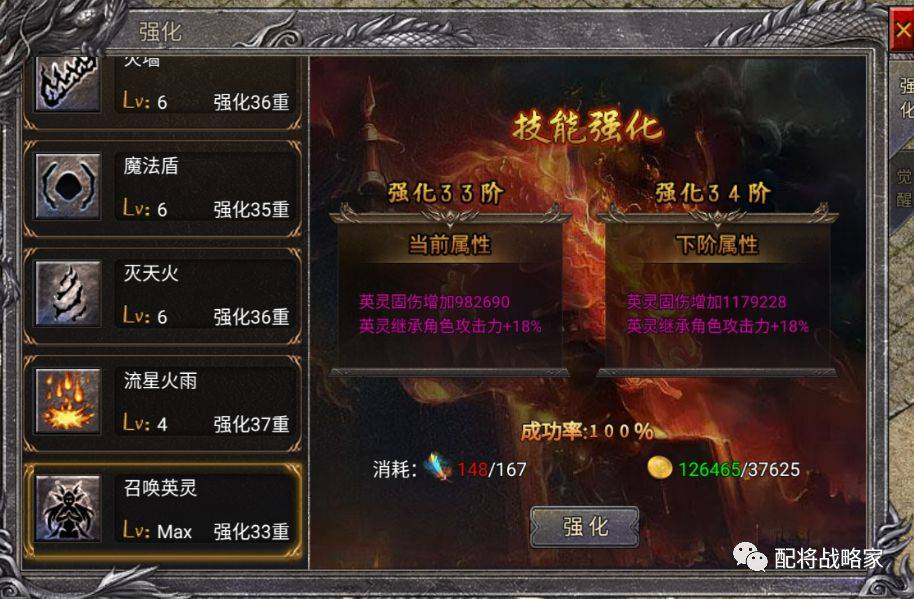 强化
火墙
Lv: 6 强化36重
魔法盾
Lv: 6 强化35重
灭天火
Lv: 6 强化36重
流星火雨
Lv: 4 强化37重
召唤英灵
Lv: Max 强化33重
技能强化
强化33阶
当前属性
英灵固伤增加982690
英灵继承角色攻击力+18%
强化34阶
下阶属性
英灵固伤增加1179228
英灵继承角色攻击力+18%
成功率:100%
消耗: 148/167 126465/37625
强化
强化
觉醒
配将战略家